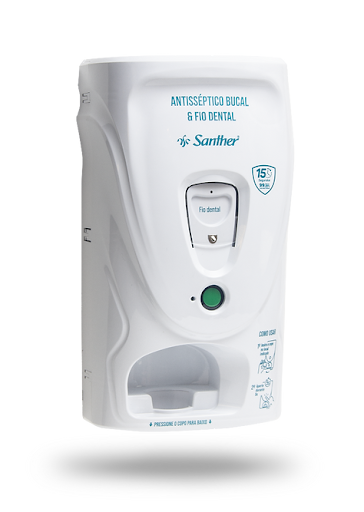 ANTISSÉPTICO BUCAL
& FIO DENTAL
Santher
15
Fio dental
COMO USAR
PRESSIONE O COPO PARA BAIXO